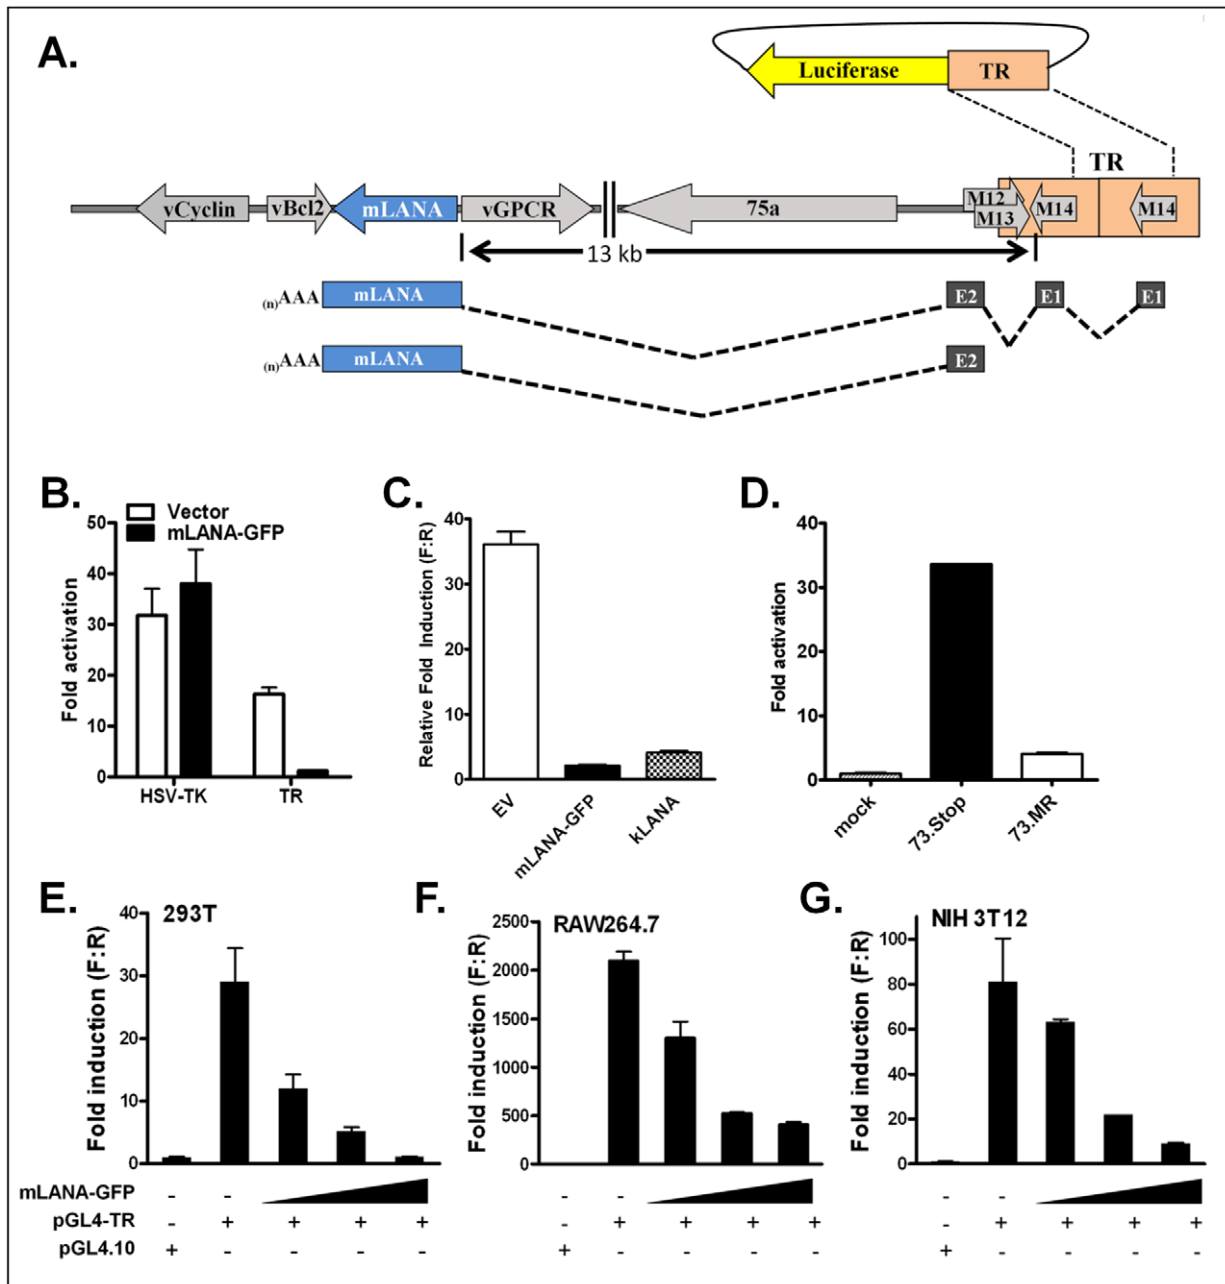 A.
Luciferase TR
TR
vCyclin vBcl2 mLANA vGPCR 75a M12 M13 M14 M14
13 kb
(n)AAA mLANA E2 E1 E1
(n)AAA mLANA E2
B.
Vector
mLANA-GFP
Fold activation
50
40
30
20
10
0
HSV-TK TR
C.
Relative Fold Induction (F:R)
40
30
20
10
0
EV mLANA-GFP kLANA
D.
Fold activation
40
30
20
10
0
mock 73.Stop 73.MR
E.
293T
Fold induction (F:R)
40
30
20
10
0
F.
RAW264.7
Fold induction (F:R)
2500
2000
1500
1000
500
0
G.
NIH 3T12
Fold induction (F:R)
100
80
60
40
20
0
mLANA-GFP - - - - - -
pGL4-TR - + + + + - + + + + - + + + +
pGL4.10 + - - - - + - - - - + - - - -